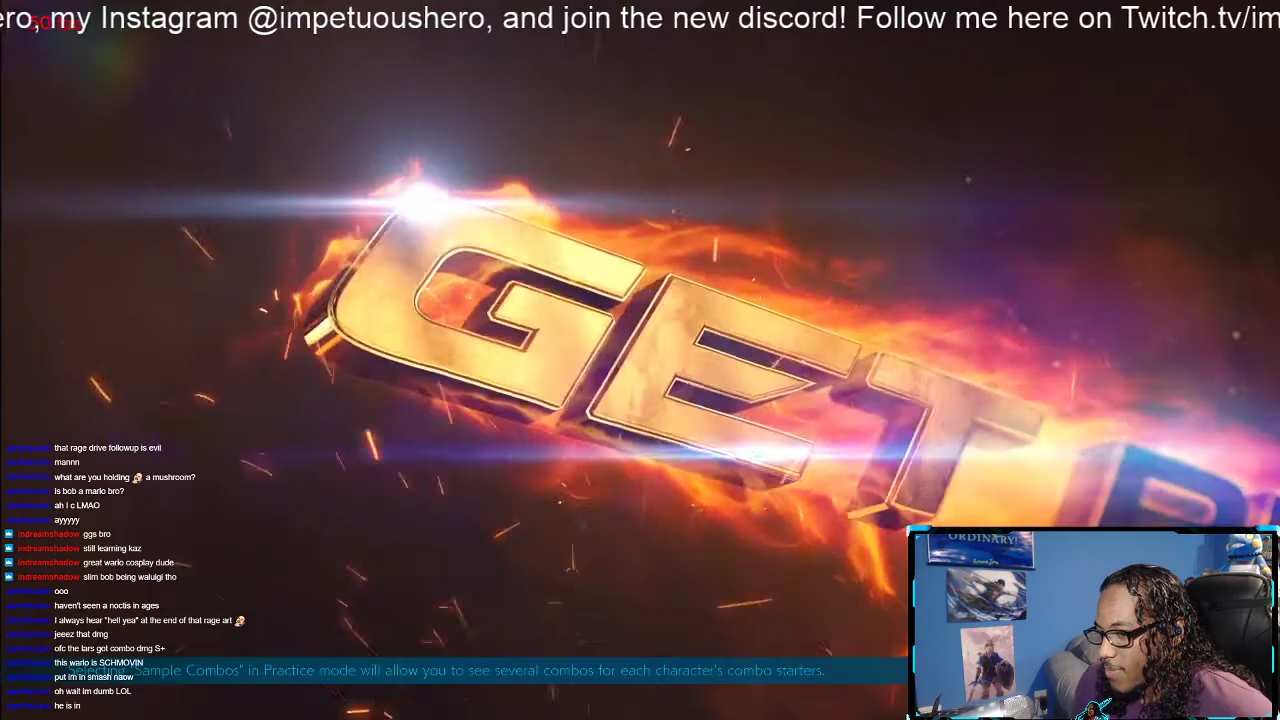 ero, my Instagram @impetuoushero, and join the new discord! Follow me here on Twitch.tv/im
GET
that rage drive followup is evil
mannn
what are you holding a mushroom?
is bob a mario bro?
ah I c LMAO
ayyyyy
indreamshadow ggs bro
indreamshadow still learning kaz
indreamshadow great wario cosplay dude
indreamshadow slim bob being waluigi tho
ooo
haven't seen a noctis in ages
I always hear "hell yea" at the end of that rage art
jeeez that dmg
ofc the lars got combo dmg S+
this wario is SCHMOVIN
Selecting "Sample Combos" in Practice mode will allow you to see several combos for each character's combo starters.
put im in smash naow
oh wait im dumb LOL
he is in
ORDINARY!